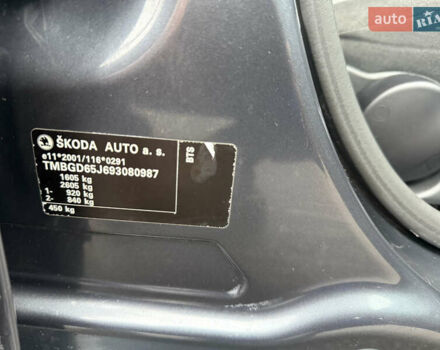 auto RIA
ŠKODA AUTO a. s.
e11*2001/116*0291
TMBGD65J693080987
1605 kg
2605 kg
1- 920 kg
2- 840 kg
450 kg
BTS